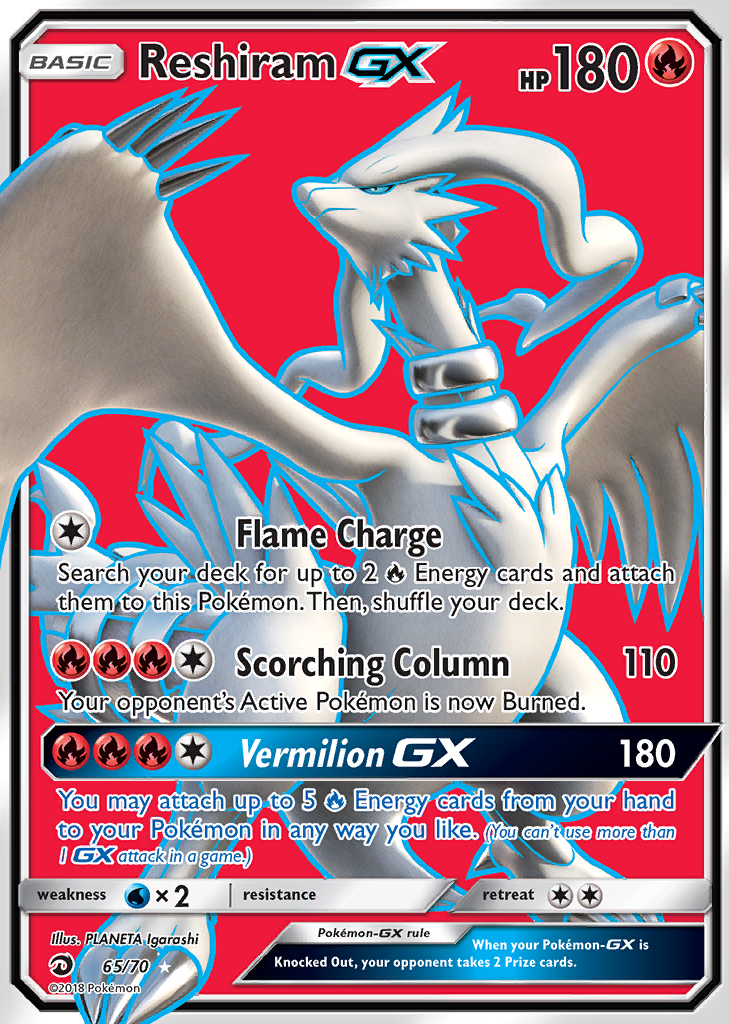 BASIC Reshiram GX HP 180
Flame Charge
Search your deck for up to 2 Energy cards and attach
them to this Pokémon. Then, shuffle your deck.
Scorching Column 110
Your opponent's Active Pokémon is now Burned.
Vermilion GX 180
You may attach up to 5 Energy cards from your hand
to your Pokémon in any way you like. (You can't use more than
1 GX attack in a game.)
weakness ×2 resistance retreat
Illus. PLANETA Igarashi
65/70
©2018 Pokémon
Pokémon-GX rule
When your Pokémon-GX is
Knocked Out, your opponent takes 2 Prize cards.